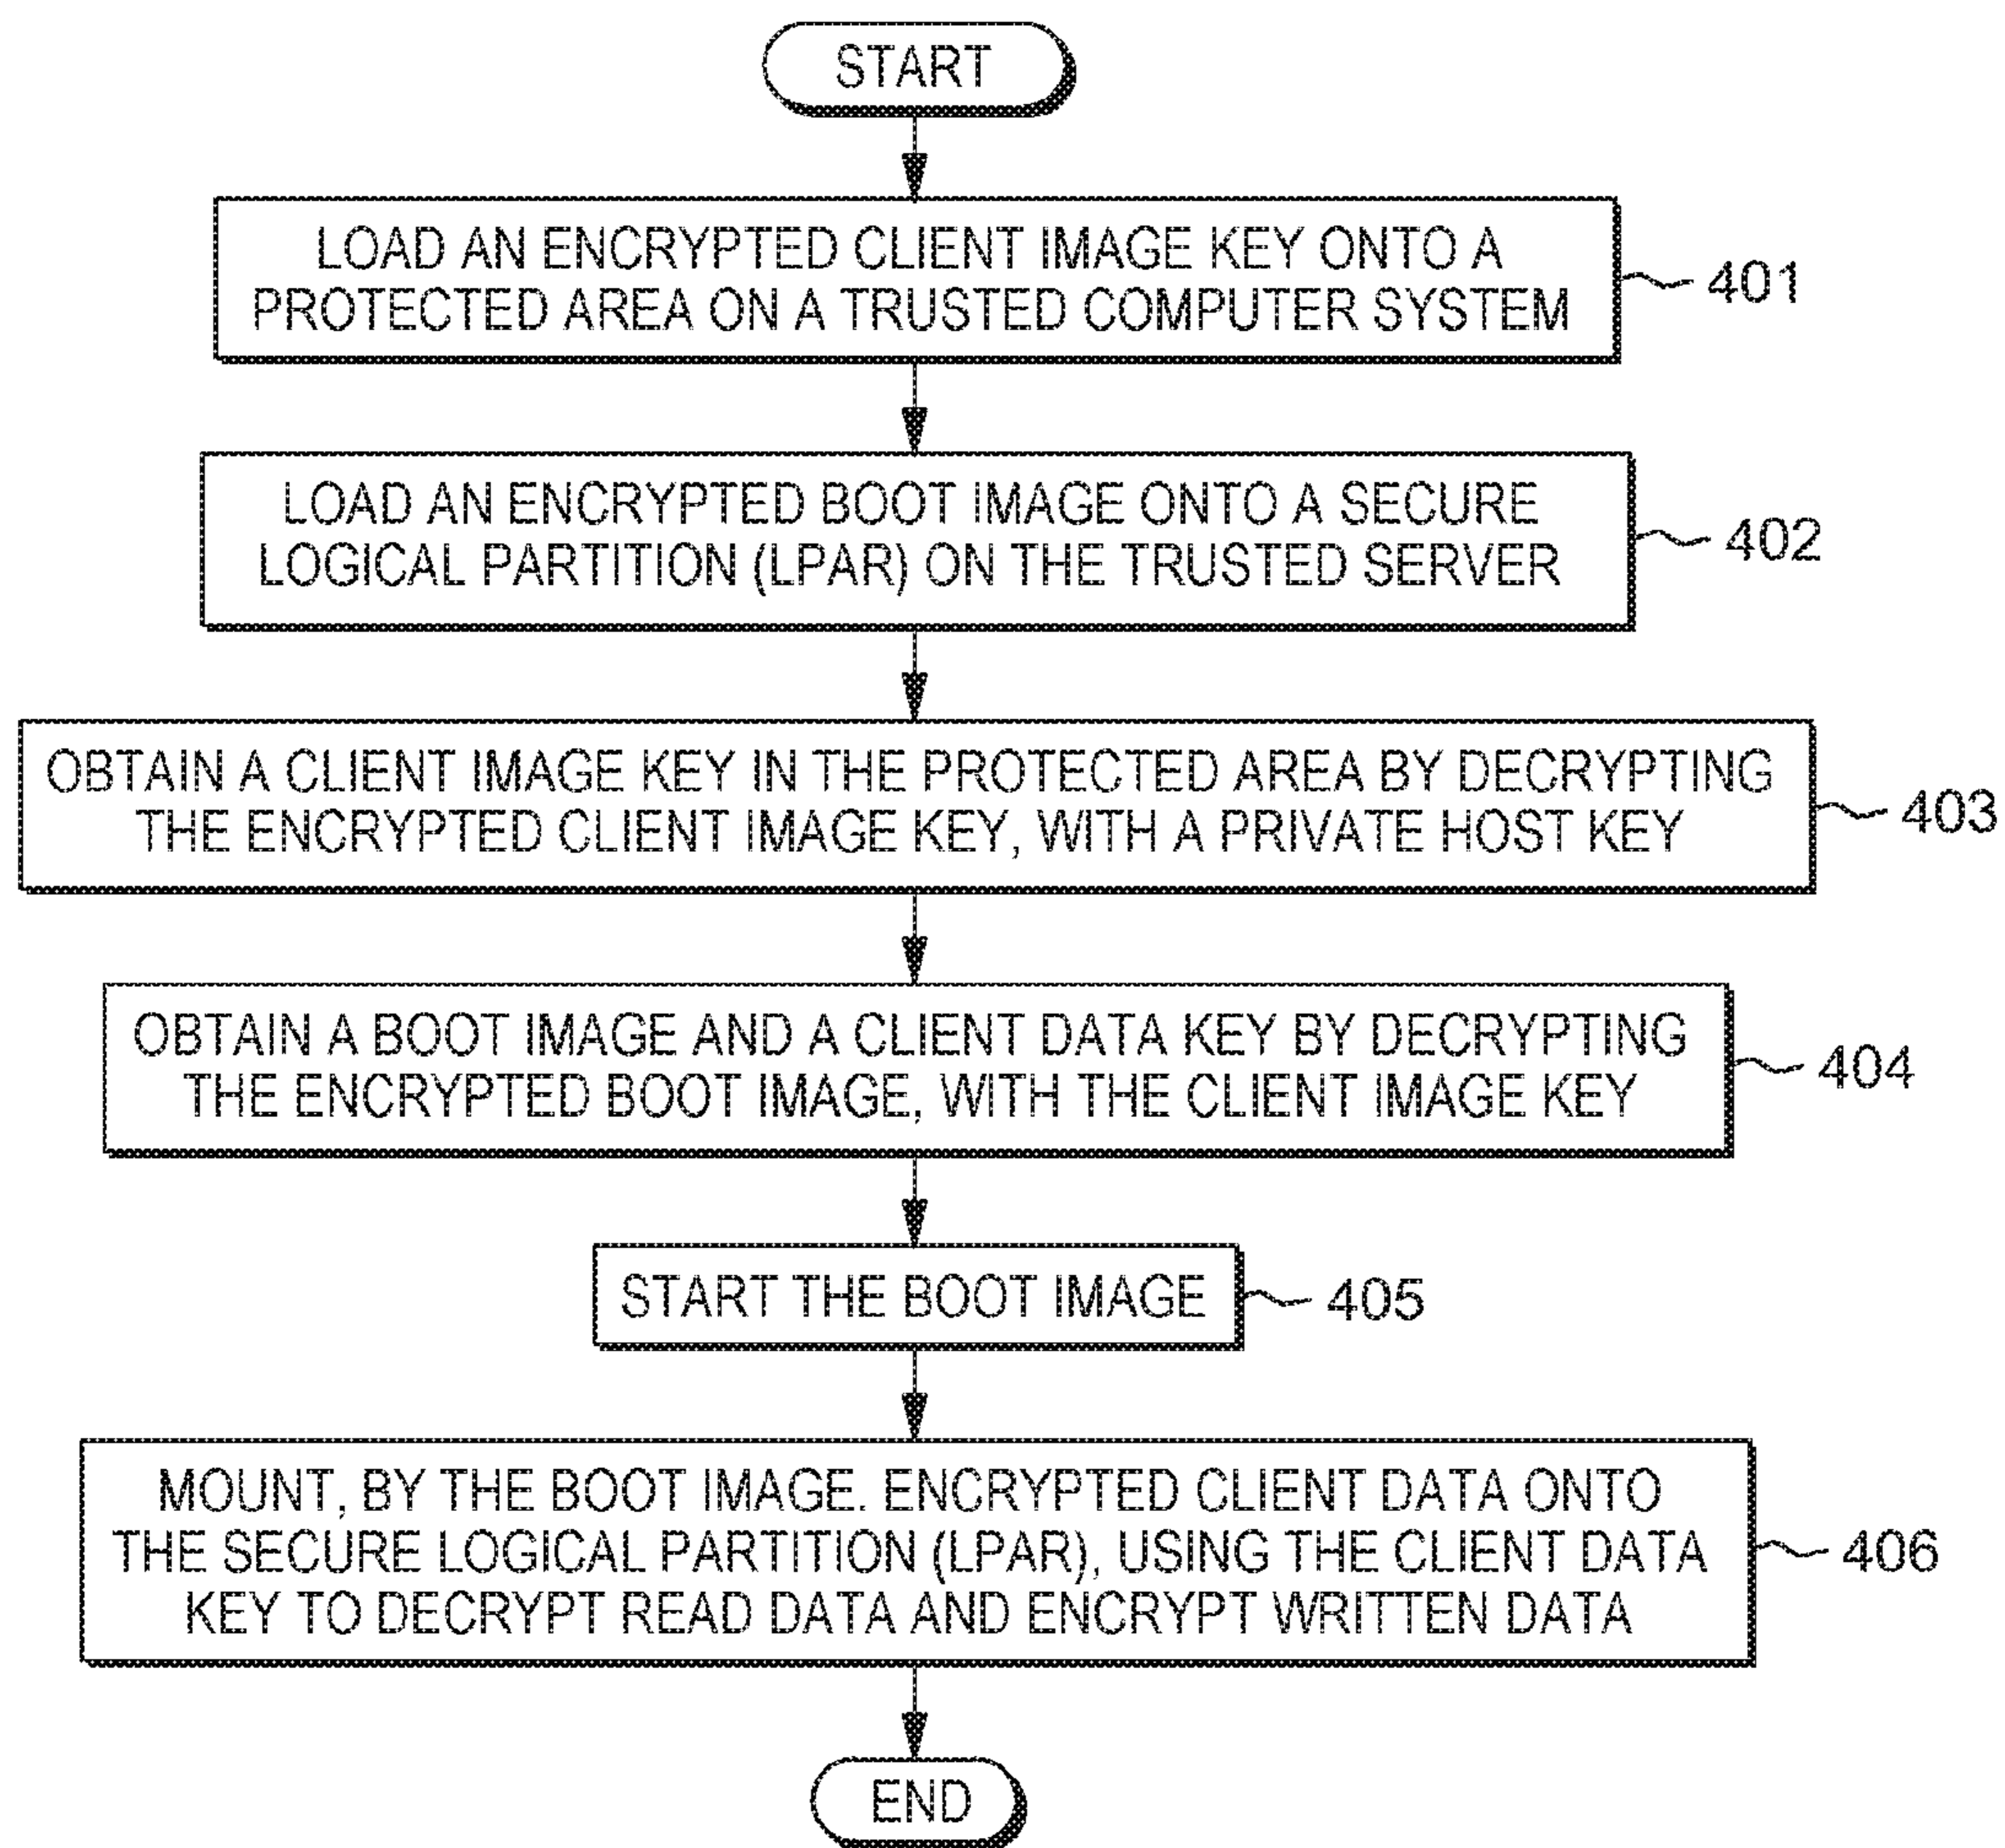 START
LOAD AN ENCRYPTED CLIENT IMAGE KEY ONTO A
PROTECTED AREA ON A TRUSTED COMPUTER SYSTEM
401
LOAD AN ENCRYPTED BOOT IMAGE ONTO A SECURE
LOGICAL PARTITION (LPAR) ON THE TRUSTED SERVER
402
OBTAIN A CLIENT IMAGE KEY IN THE PROTECTED AREA BY DECRYPTING
THE ENCRYPTED CLIENT IMAGE KEY, WITH A PRIVATE HOST KEY
403
OBTAIN A BOOT IMAGE AND A CLIENT DATA KEY BY DECRYPTING
THE ENCRYPTED BOOT IMAGE, WITH THE CLIENT IMAGE KEY
404
START THE BOOT IMAGE
405
MOUNT, BY THE BOOT IMAGE. ENCRYPTED CLIENT DATA ONTO
THE SECURE LOGICAL PARTITION (LPAR), USING THE CLIENT DATA
KEY TO DECRYPT READ DATA AND ENCRYPT WRITTEN DATA
406
END